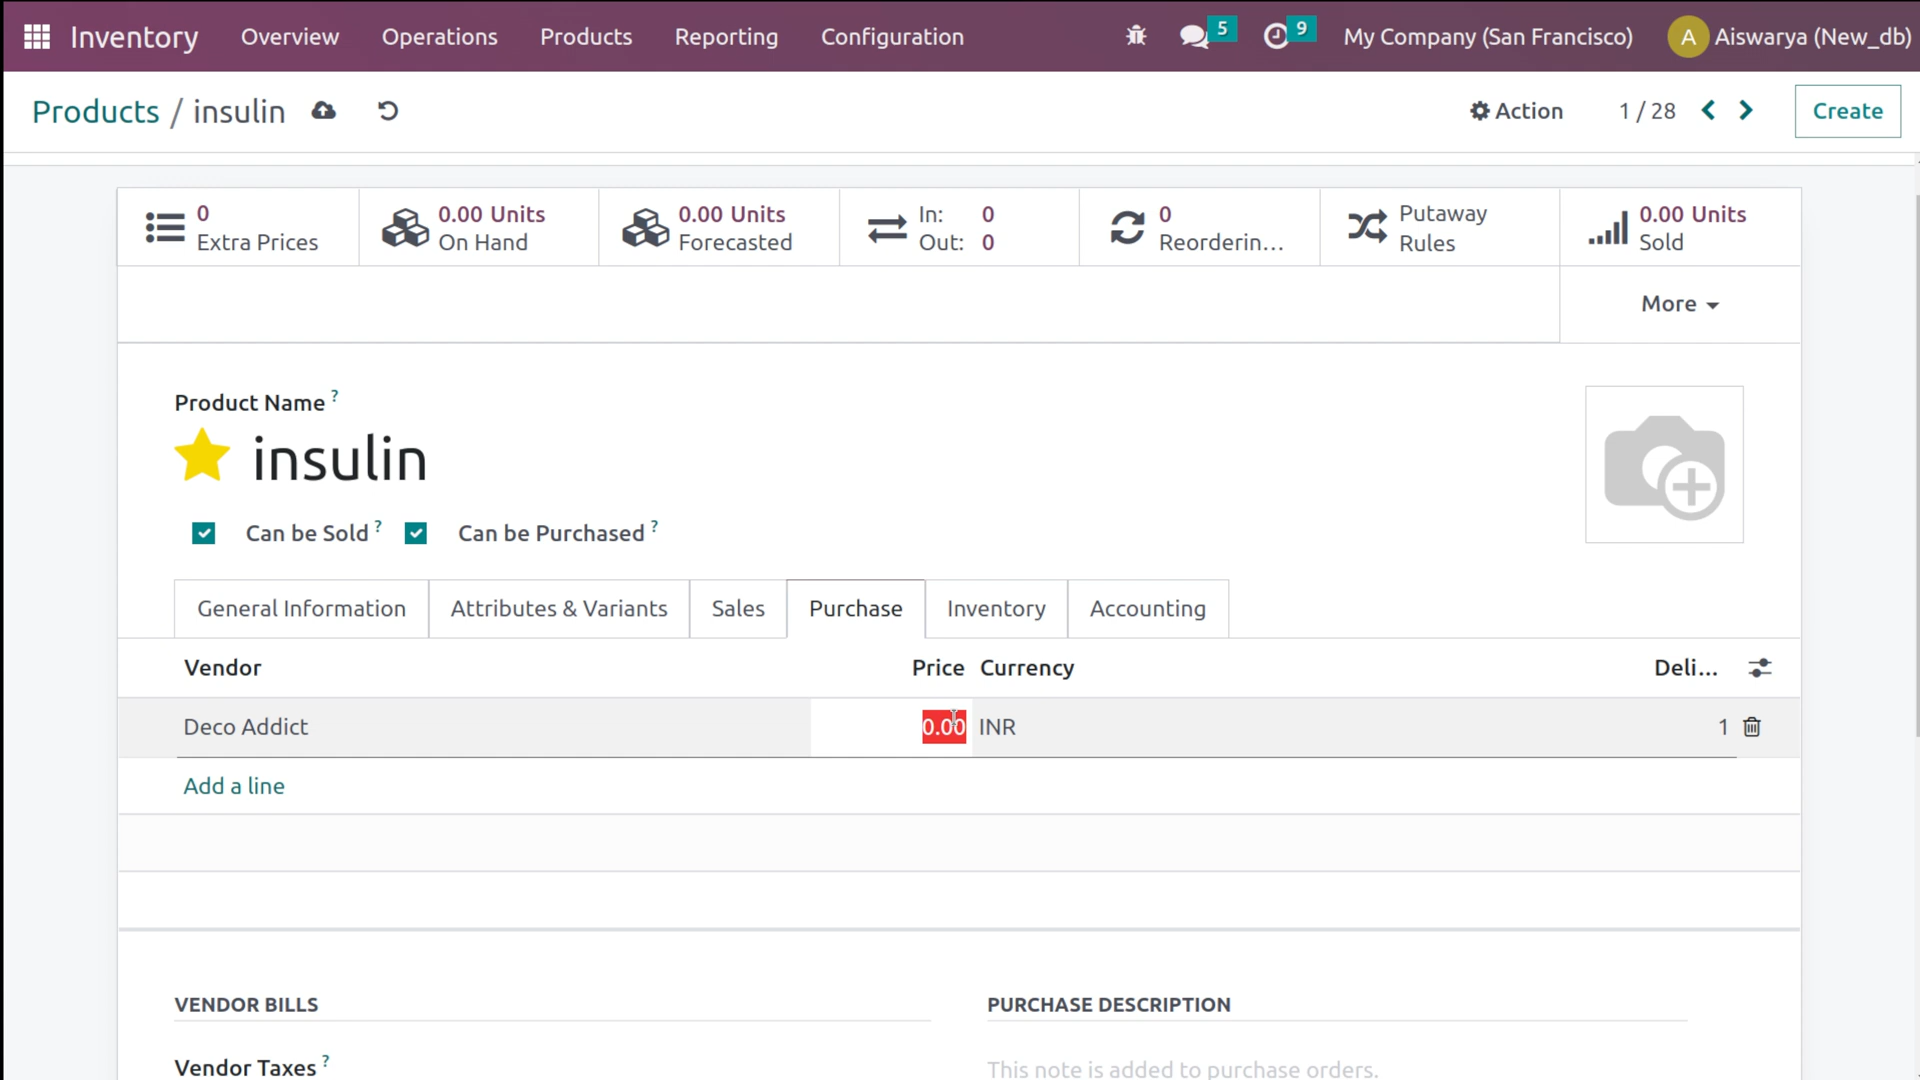 Inventory Overview Operations Products Reporting Configuration 5 9 My Company (San Francisco) A Aiswarya (New_db)
Products / insulin Action 1 / 28 Create
0 Extra Prices
0.00 Units On Hand
0.00 Units Forecasted
In: 0
Out: 0
0 Reorderin...
Putaway Rules
0.00 Units Sold
More
Product Name ?
insulin
Can be Sold ? Can be Purchased ?
General Information Attributes & Variants Sales Purchase Inventory Accounting
Vendor Price Currency Deli...
Deco Addict 0.00 INR 1
Add a line
VENDOR BILLS PURCHASE DESCRIPTION
Vendor Taxes ? This note is added to purchase orders.